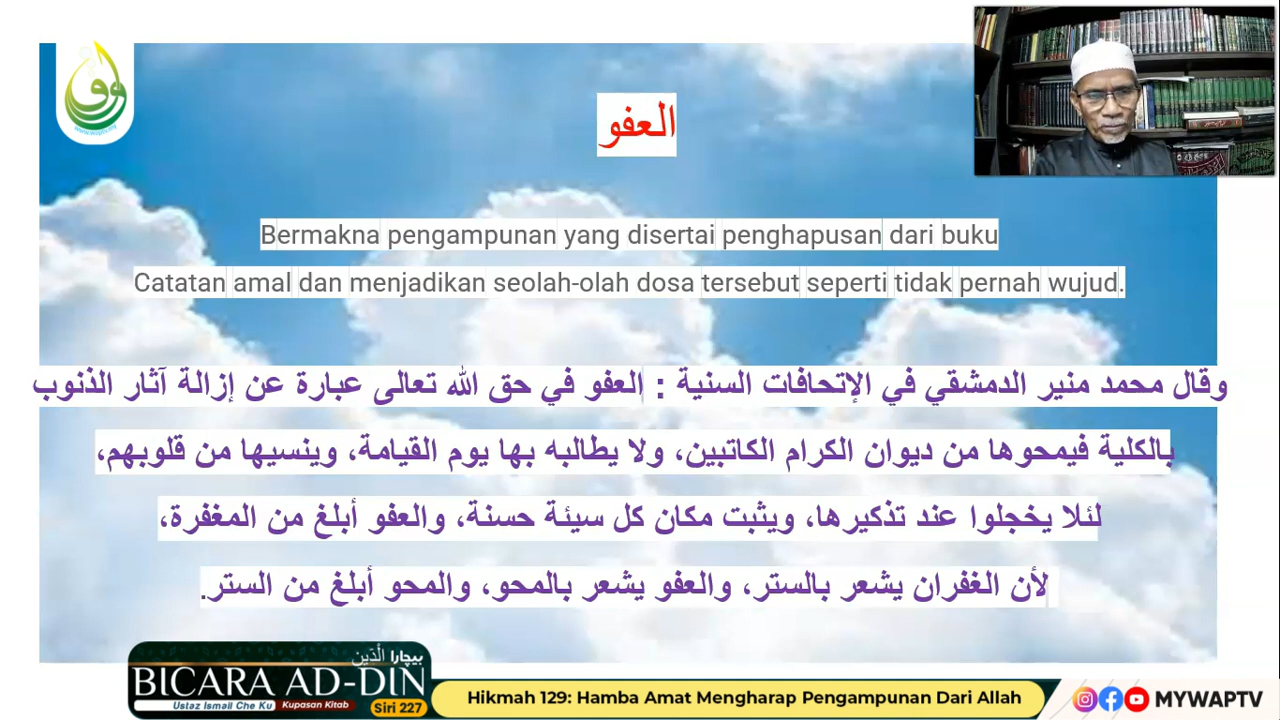 العفو
Bermakna pengampunan yang disertai penghapusan dari buku
Catatan amal dan menjadikan seolah-olah dosa tersebut seperti tidak pernah wujud.
وقال محمد منير الدمشقي في الإتحافات السنية : العفو في حق الله تعالى عبارة عن إزالة آثار الذنوب
بالكلية فيمحوها من ديوان الكرام الكاتبين، ولا يطالبه بها يوم القيامة، وينسيها من قلوبهم،
لئلا يخجلوا عند تذكيرها، ويثبت مكان كل سيئة حسنة، والعفو أبلغ من المغفرة،
لأن الغفران يشعر بالستر، والعفو يشعر بالمحو، والمحو أبلغ من الستر.
بيچارا الدّين
BICARA AD-DIN
Ustaz Ismail Che Ku Kupasan Kitab Siri 227
Hikmah 129: Hamba Amat Mengharap Pengampunan Dari Allah
MYWAPTV